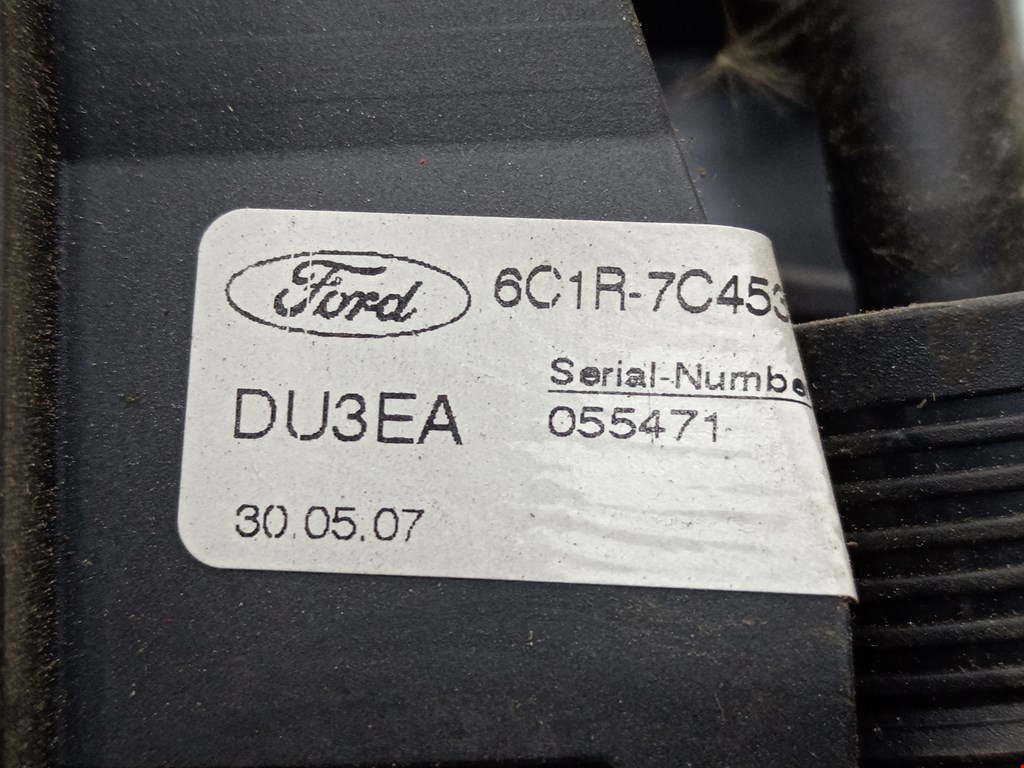 Ford 6C1R-7C453
Serial-Numbe
DU3EA 055471
30.05.07